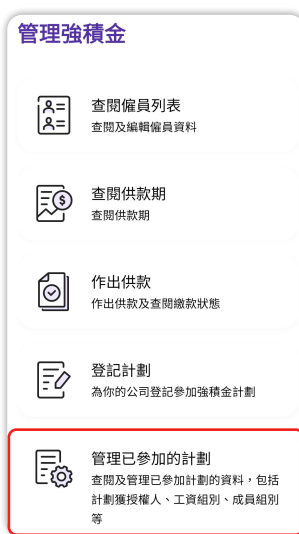 管理強積金
查閱僱員列表
查閱及編輯僱員資料
查閱供款期
查閱供款期
作出供款
作出供款及查閱繳款狀態
登記計劃
為你的公司登記參加強積金計劃
管理已參加的計劃
查閱及管理已參加計劃的資料，包括
計劃獲授權人、工資組別、成員組別
等